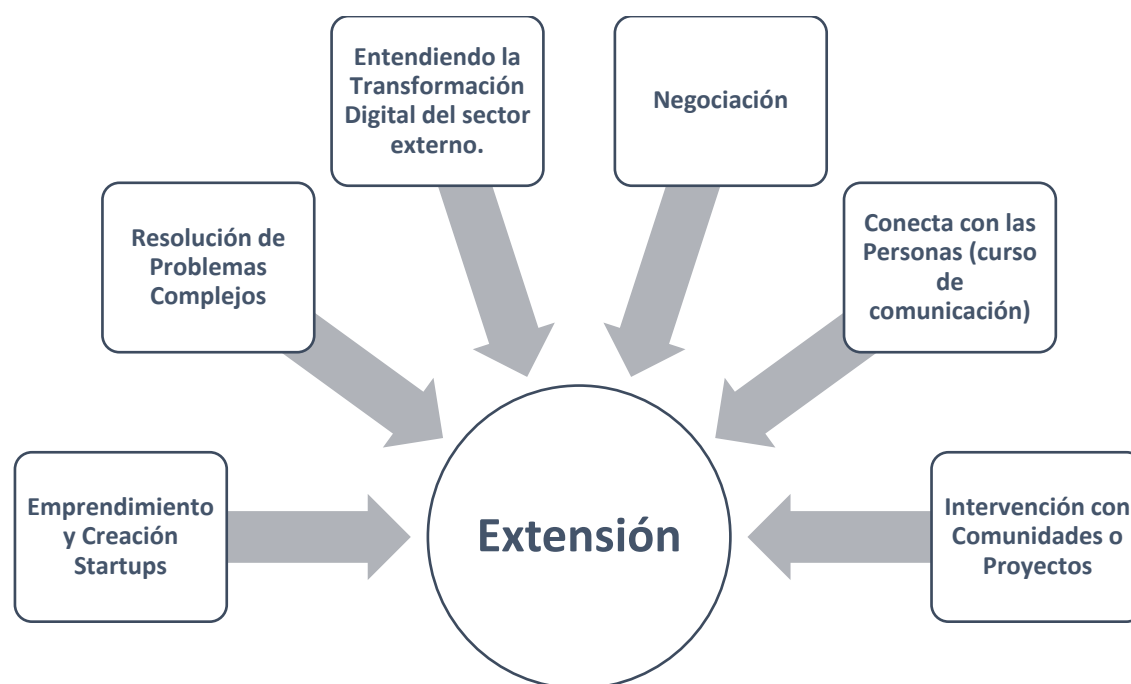 Entendiendo la
Transformación
Digital del sector
externo.
Negociación
Resolución de
Problemas
Complejos
Conecta con las
Personas (curso
de
comunicación)
Emprendimiento
y Creación
Startups
Extensión
Intervención con
Comunidades o
Proyectos